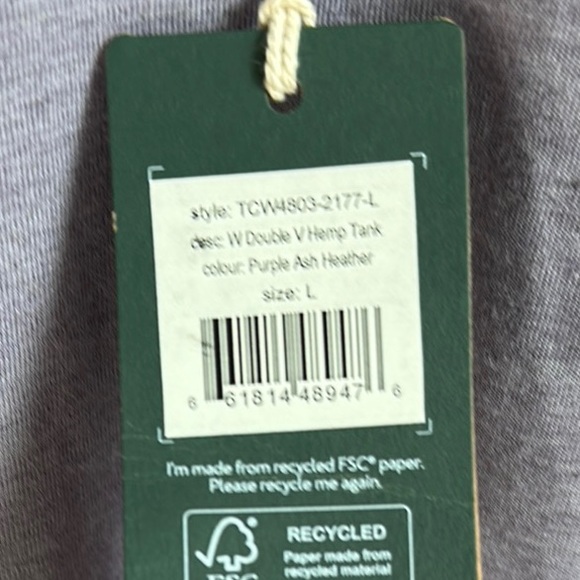 style: TCW4803-2177-L
desc: W Double V Hemp Tank
colour: Purple Ash Heather
size: L
6 61814 48947 6
I'm made from recycled FSC® paper.
Please recycle me again.
RECYCLED
Paper made from
recycled material
FSC